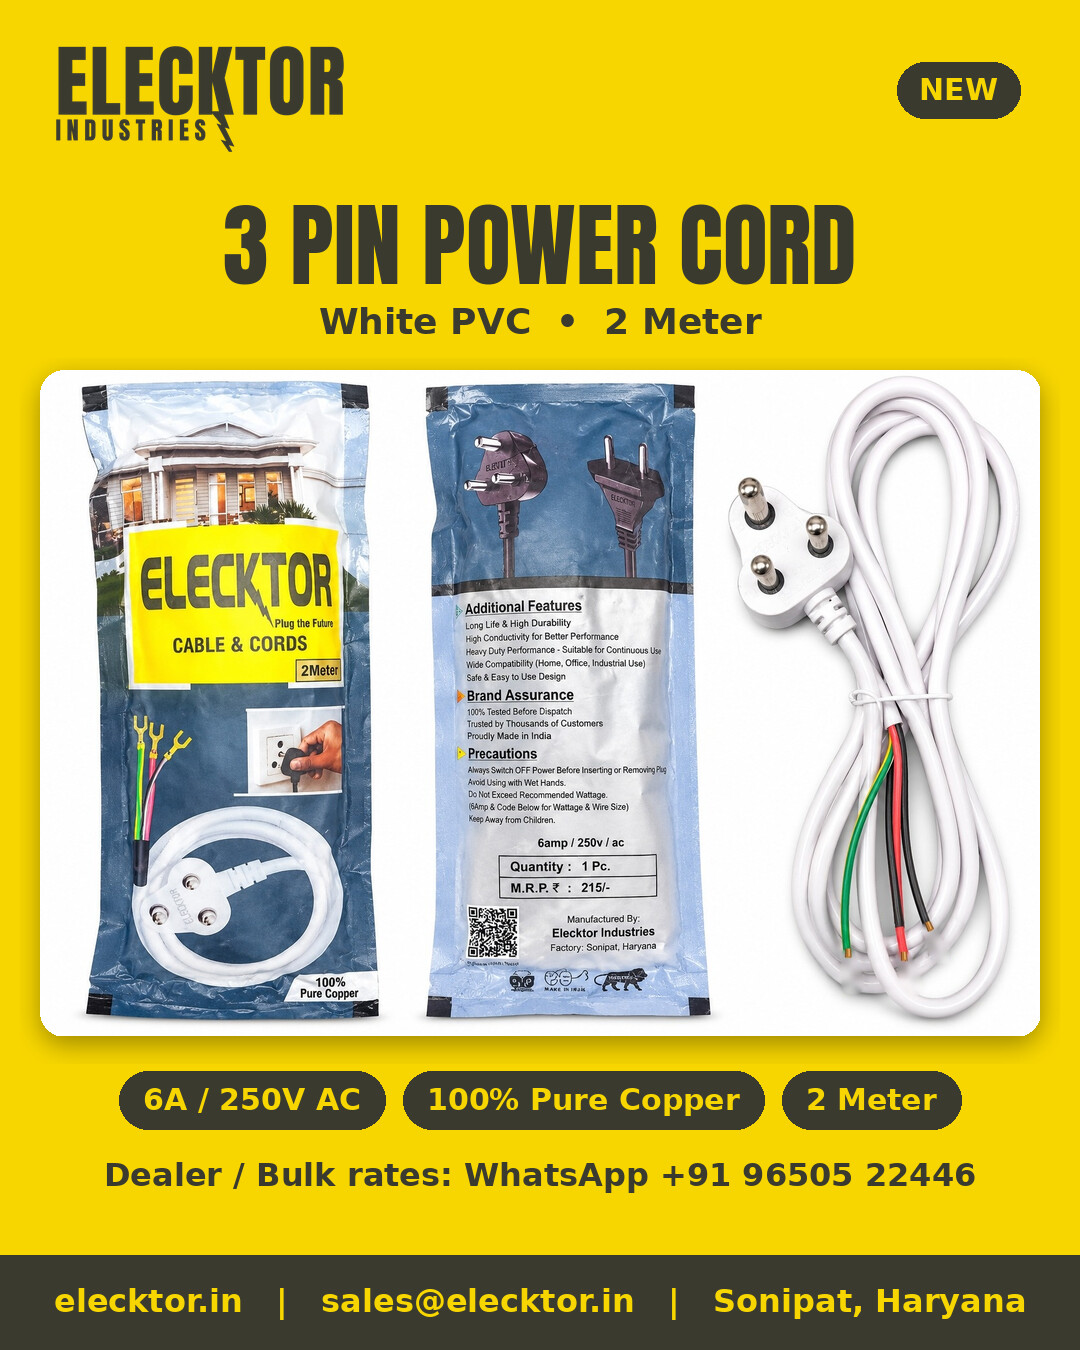 ELECKTOR
INDUSTRIES
NEW
3 PIN POWER CORD
White PVC • 2 Meter
ELECKTOR
Plug the Future
CABLE & CORDS
2Meter
ELECKTOR
100%
Pure Copper
ELECKTOR
ELECKTOR
Additional Features
Long Life & High Durability
High Conductivity for Better Performance
Heavy Duty Performance - Suitable for Continuous Use
Wide Compatibility (Home, Office, Industrial Use)
Safe & Easy to Use Design
Brand Assurance
100% Tested Before Dispatch
Trusted by Thousands of Customers
Proudly Made in India
Precautions
Always Switch OFF Power Before Inserting or Removing Plug
Avoid Using with Wet Hands.
Do Not Exceed Recommended Wattage.
(6Amp & Code Below for Wattage & Wire Size)
Keep Away from Children.
6amp / 250v / ac
Quantity : 1 Pc.
M.R.P. ₹ : 215/-
Manufactured By:
Elecktor Industries
Factory: Sonipat, Haryana
MAKE IN INDIA
6A / 250V AC
100% Pure Copper
2 Meter
Dealer / Bulk rates: WhatsApp +91 96505 22446
elecktor.in | sales@elecktor.in | Sonipat, Haryana